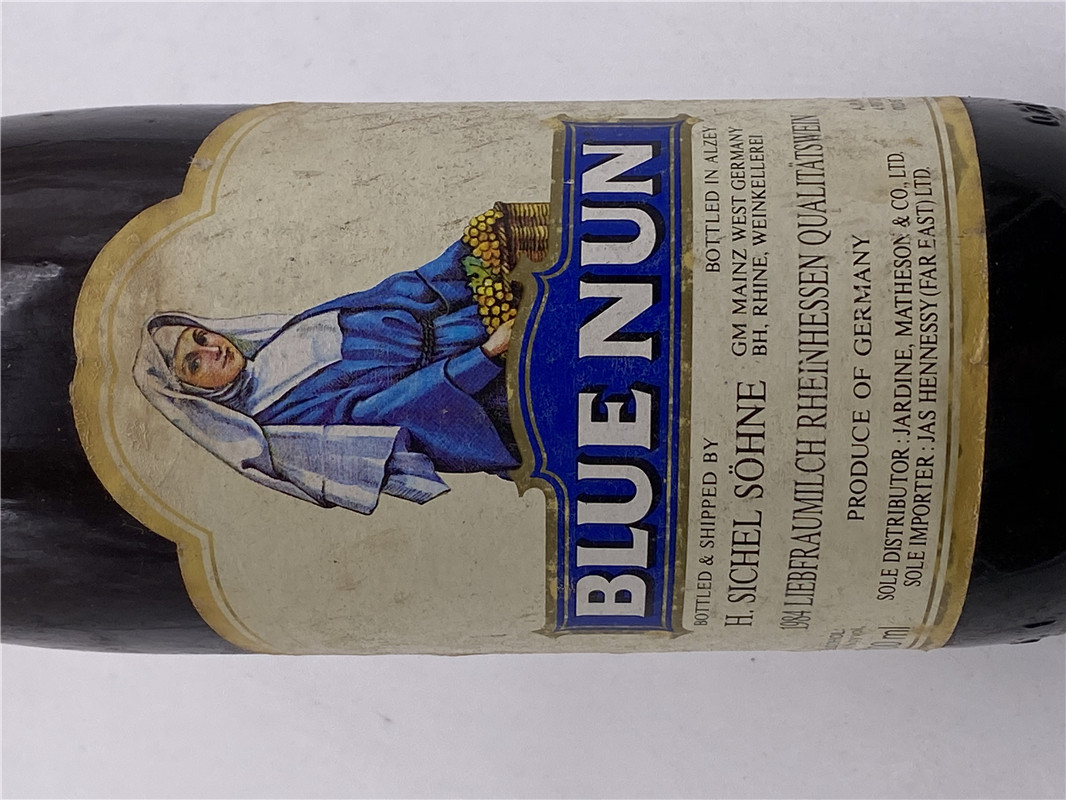 BLUE NUN
BOTTLED & SHIPPED BY
H. SICHEL SÖHNE
BOTTLED IN ALZEY
GM MAINZ WEST GERMANY
BH, RHINE, WEINKELLEREI
1984 LIEBFRAUMILCH RHEINHESSEN QUALITÄTSWEIN
PRODUCE OF GERMANY
SOLE DISTRIBUTOR : JARDINE, MATHESON & CO., LTD.
SOLE IMPORTER : JAS HENNESSY (FAR EAST) LTD.
ml